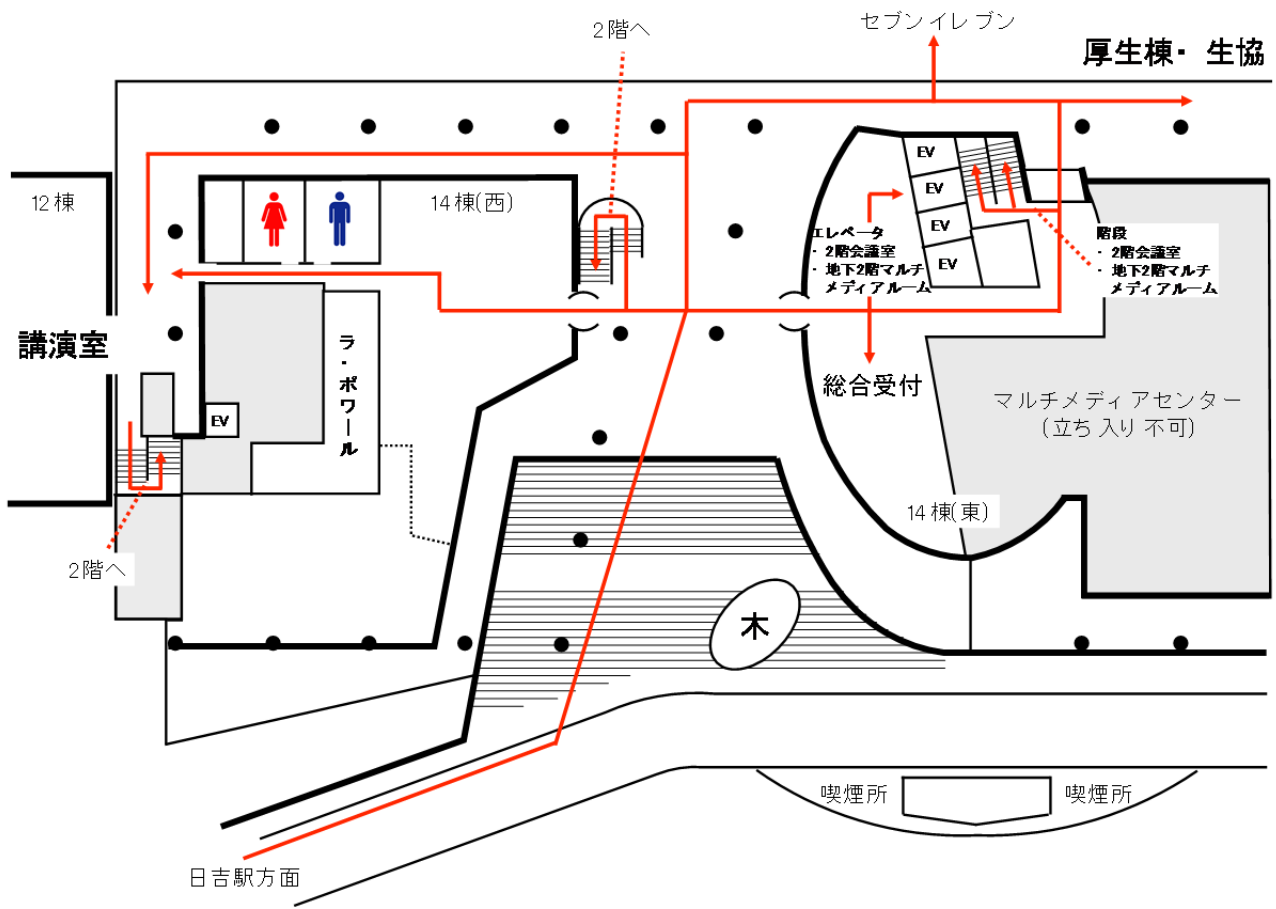 セブンイレブン
2階へ
厚生棟・ 生協
12棟
14棟(西)
EV
EV
EV
EV
エレベータ
・2階会議室
・地下2階マルチ
メディアルーム
階段
・2階会議室
・地下2階マルチ
メディアルーム
講演室
ラ・ポワール
総合受付
マルチメディアセンター
(立ち入り不可)
EV
14棟(東)
2階へ
木
喫煙所
喫煙所
日吉駅方面